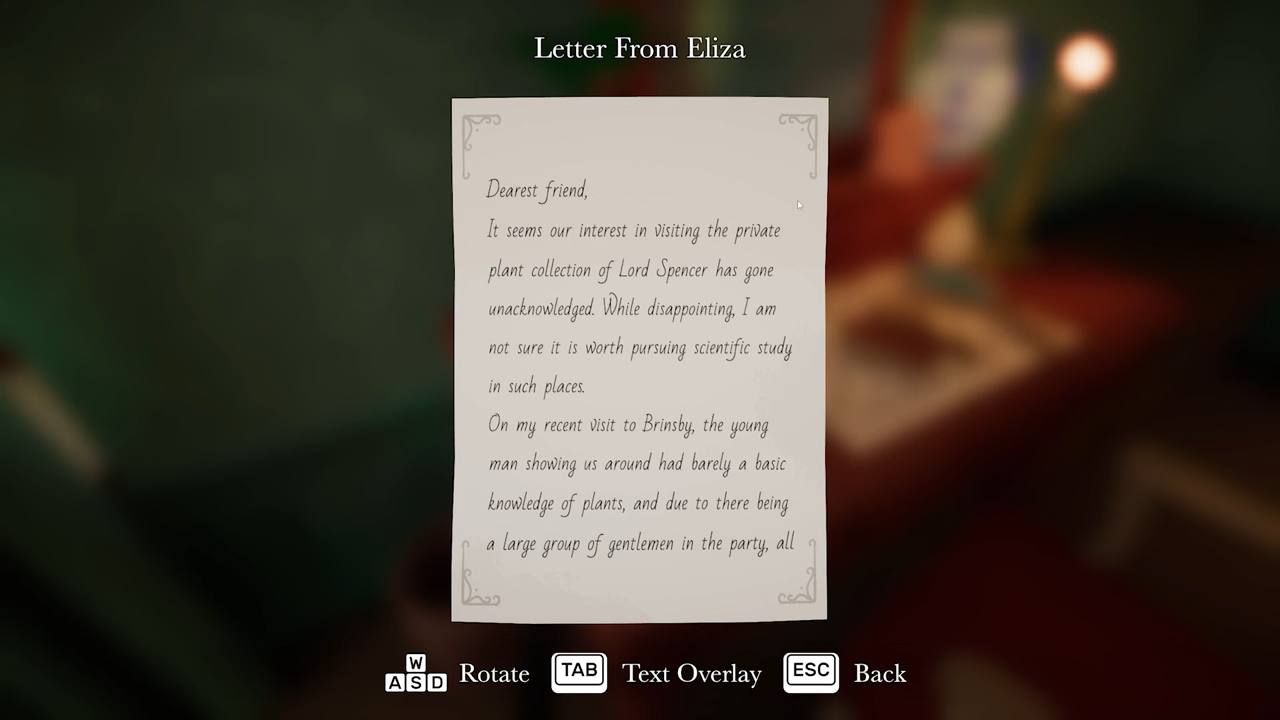 Letter From Eliza
Dearest friend,
It seems our interest in visiting the private
plant collection of Lord Spencer has gone
unacknowledged. While disappointing, I am
not sure it is worth pursuing scientific study
in such places.
On my recent visit to Brinsby, the young
man showing us around had barely a basic
knowledge of plants, and due to there being
a large group of gentlemen in the party, all
W
A S D Rotate TAB Text Overlay ESC Back